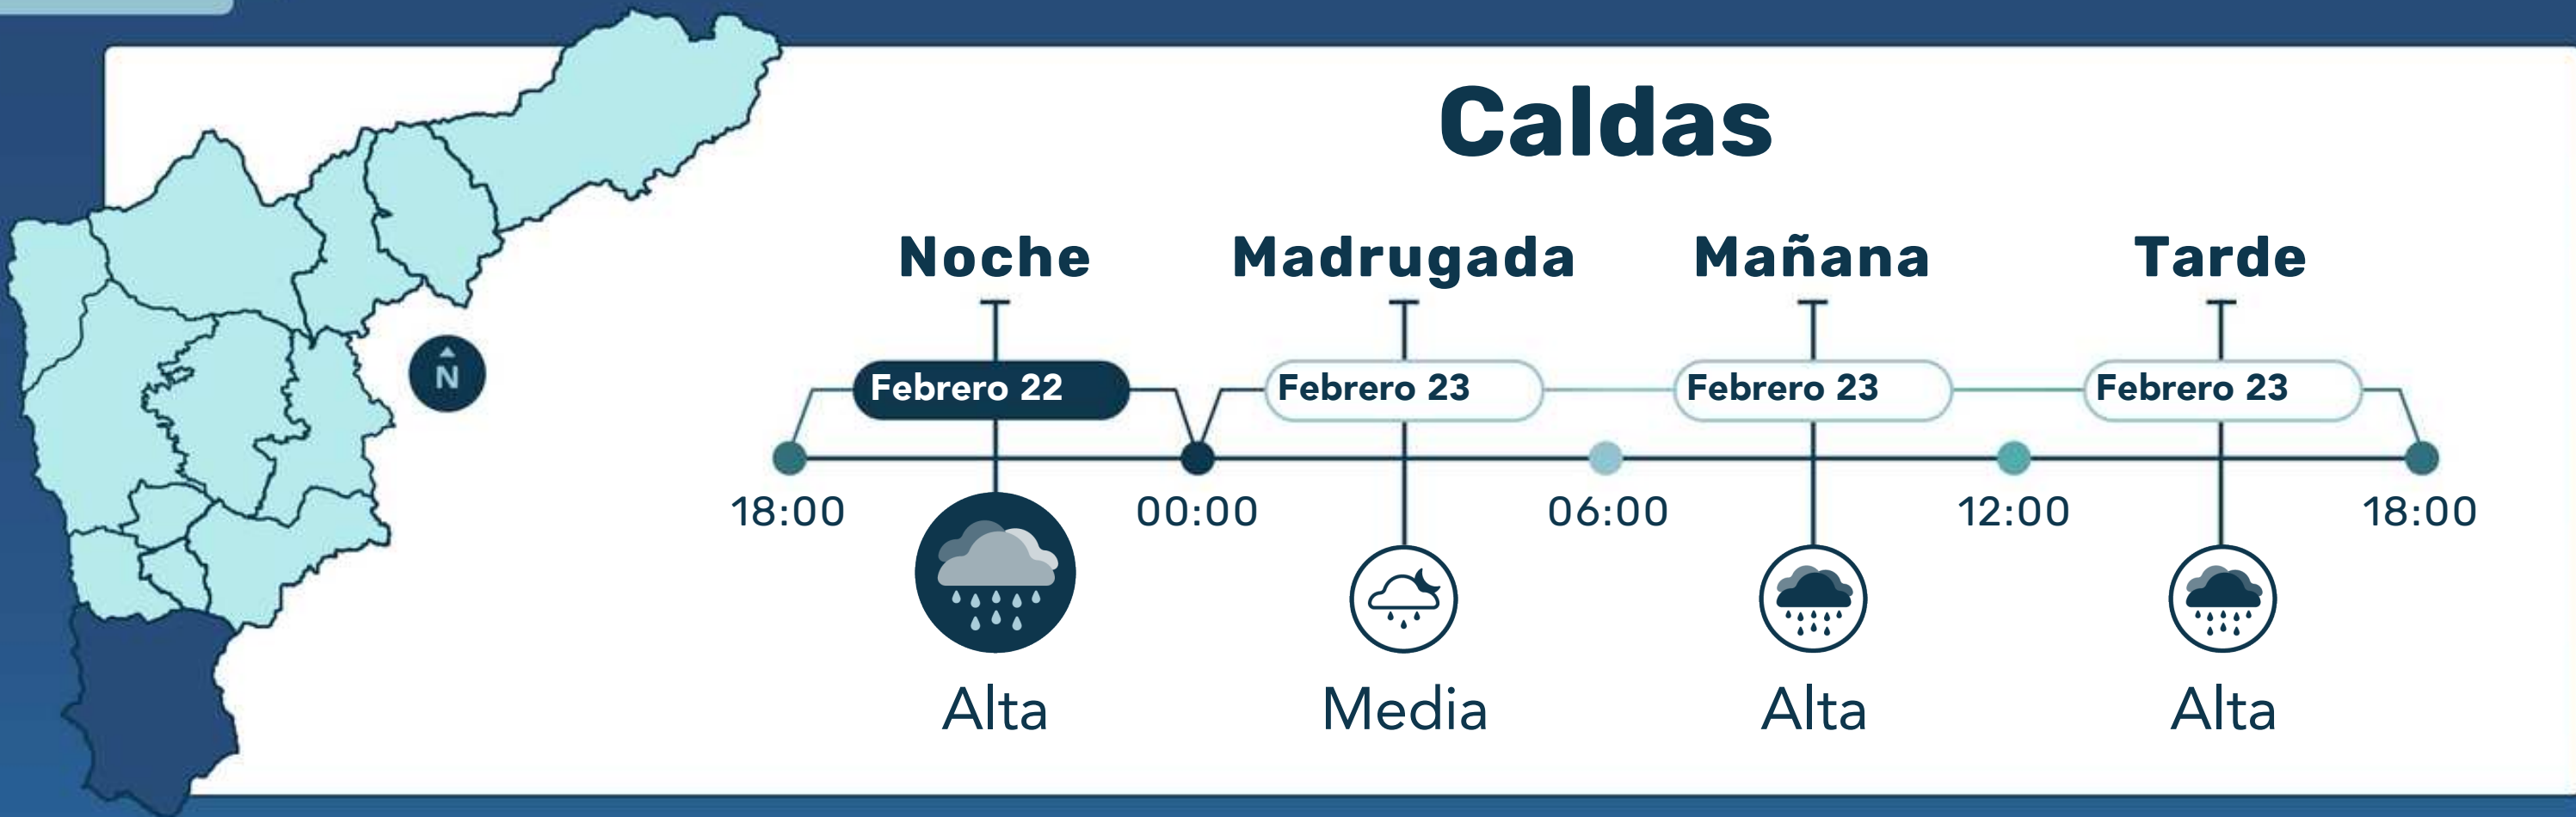 Caldas
Noche Madrugada Mañana Tarde
Febrero 22 Febrero 23 Febrero 23 Febrero 23
N
18:00 00:00 06:00 12:00 18:00
Alta Media Alta Alta